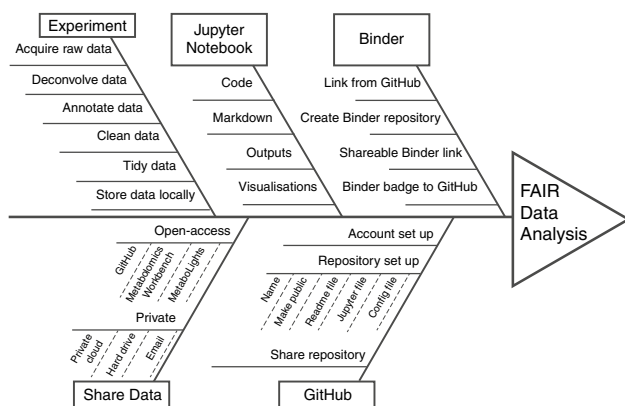 Experiment
Jupyter
Notebook
Binder
Acquire raw data
Deconvolve data
Annotate data
Clean data
Tidy data
Store data locally
Code
Markdown
Outputs
Visualisations
Link from GitHub
Create Binder repository
Shareable Binder link
Binder badge to GitHub
FAIR
Data
Analysis
Open-access
GitHub
Metabolomics
Workbench
MetaboLights
Private
Private
cloud
Hard drive
Email
Share Data
Account set up
Repository set up
Name
Make public
Readme file
Jupyter file
Config file
Share repository
GitHub